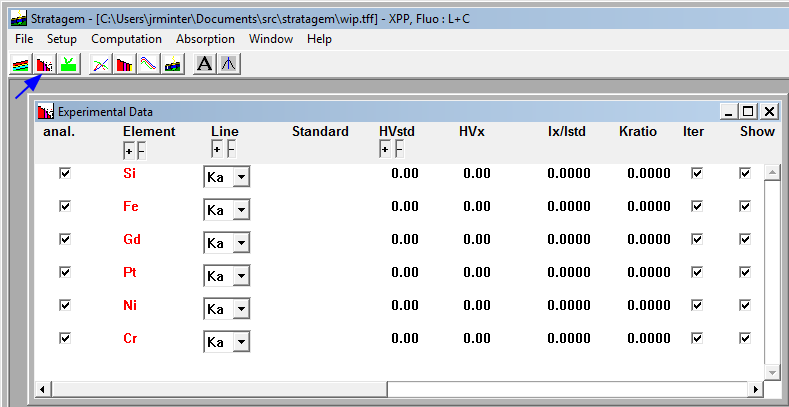 Stratagem - [C:\Users\jrminter\Documents\src\stratagem\wip.tff] - XPP, Fluo : L+C
File Setup Computation Absorption Window Help
A
Experimental Data
anal. Element Line Standard HVstd HVx Ix/Istd Kratio Iter Show
+ - + - + -
Si Ka 0.00 0.00 0.0000 0.0000
Fe Ka 0.00 0.00 0.0000 0.0000
Gd Ka 0.00 0.00 0.0000 0.0000
Pt Ka 0.00 0.00 0.0000 0.0000
Ni Ka 0.00 0.00 0.0000 0.0000
Cr Ka 0.00 0.00 0.0000 0.0000